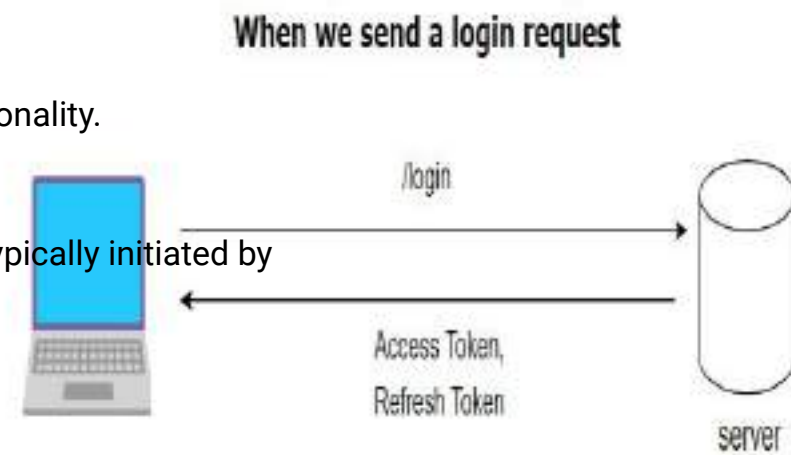 When we send a login request
onality.
/login
ypically initiated by
Access Token,
Refresh Token
server